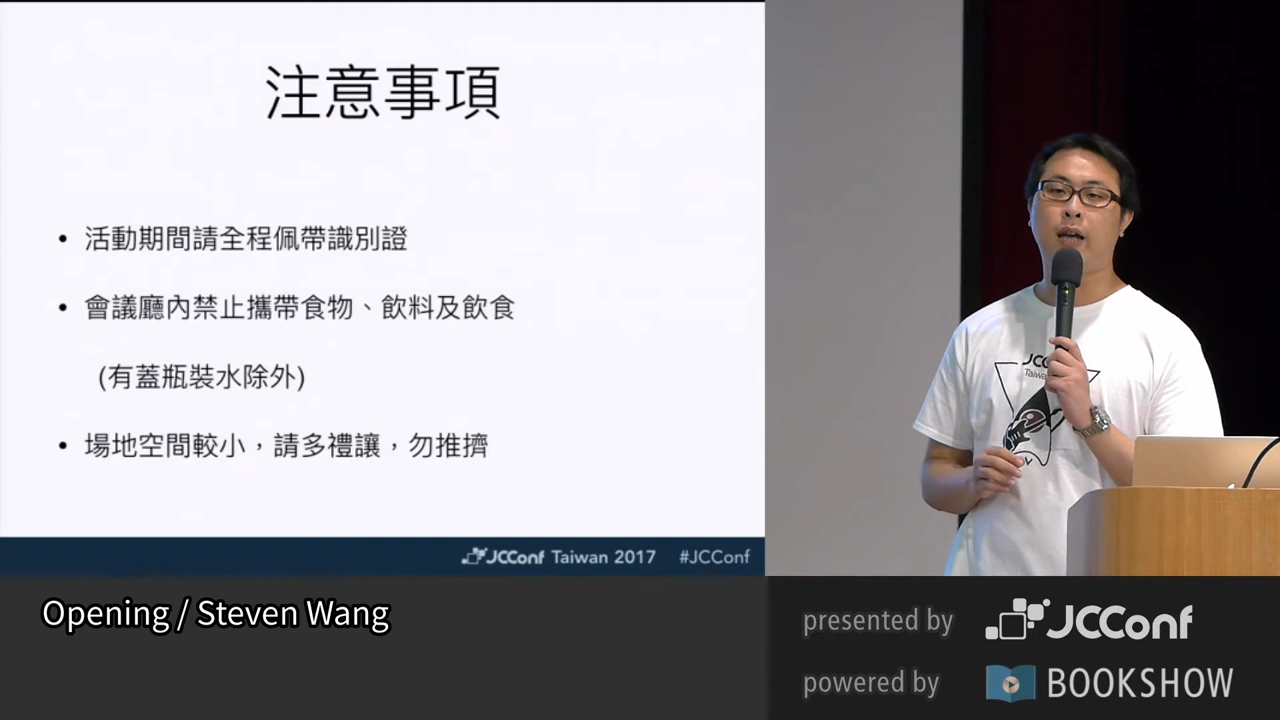 注意事項
• 活動期間請全程佩帶識別證
• 會議廳內禁止攜帶食物、飲料及飲食
(有蓋瓶裝水除外)
• 場地空間較小，請多禮讓，勿推擠
JCConf Taiwan 2017 #JCConf
Opening / Steven Wang
presented by JCConf
powered by BOOKSHOW